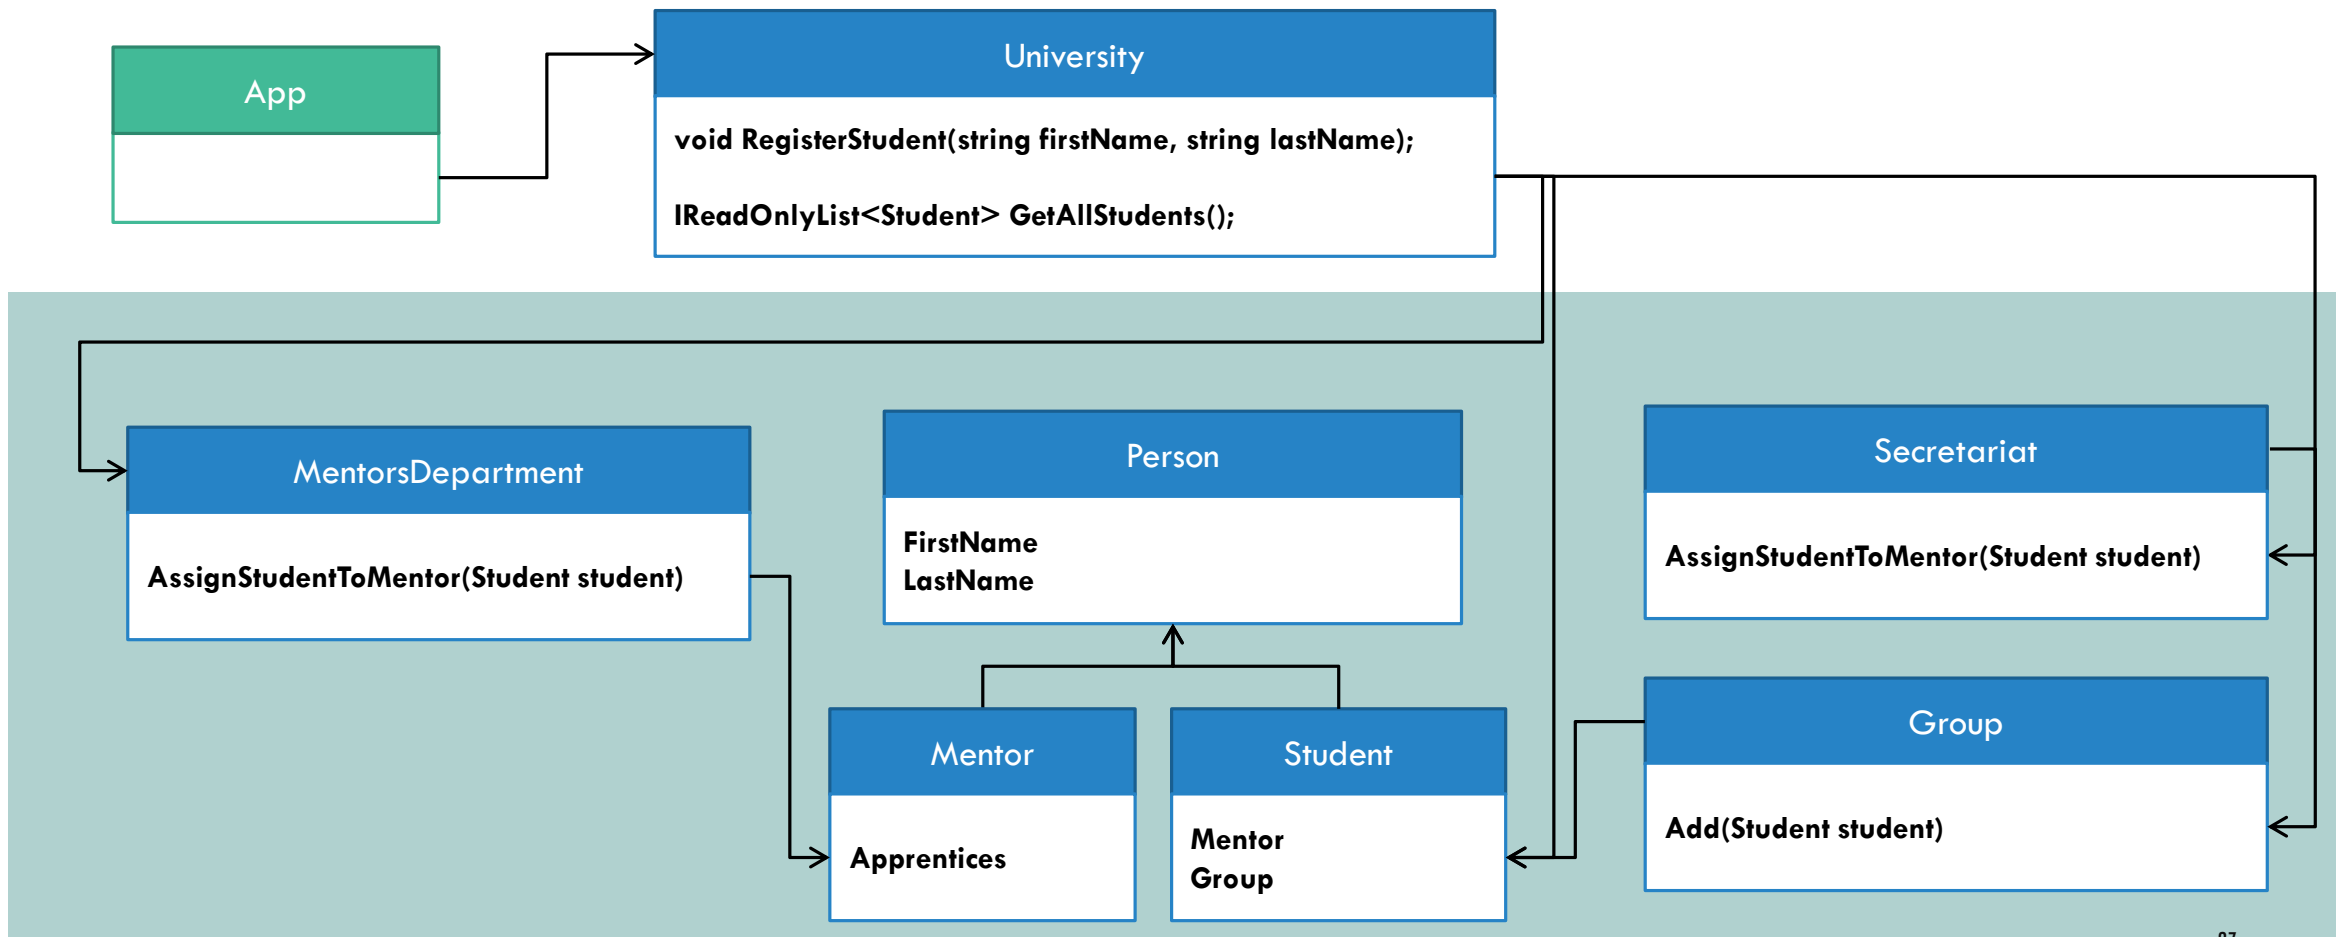 App
University
void RegisterStudent(string firstName, string lastName);
IReadOnlyList<Student> GetAllStudents();
MentorsDepartment
AssignStudentToMentor(Student student)
Person
FirstName
LastName
Secretariat
AssignStudentToMentor(Student student)
Mentor
Apprentices
Student
Mentor
Group
Group
Add(Student student)